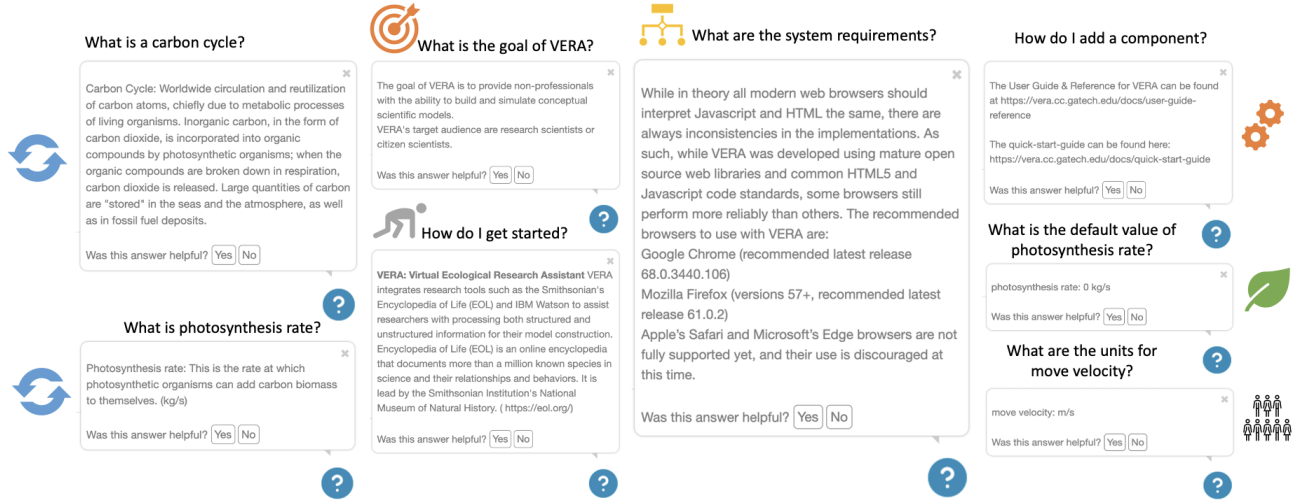 What is a carbon cycle?
✖
Carbon Cycle: Worldwide circulation and reutilization
of carbon atoms, chiefly due to metabolic processes
of living organisms. Inorganic carbon, in the form
of carbon dioxide, is incorporated into organic
compounds by photosynthetic organisms; when the
organic compounds are broken down in respiration,
carbon dioxide is released. Large quantities of carbon
are "stored" in the seas and the atmosphere, as well
as in fossil fuel deposits.
Was this answer helpful? Yes No
?
What is photosynthesis rate?
✖
Photosynthesis rate: This is the rate at which
photosynthetic organisms can add carbon biomass
to themselves. (kg/s)
Was this answer helpful? Yes No
?
What is the goal of VERA?
✖
The goal of VERA is to provide non-professionals
with the ability to build and simulate conceptual
scientific models.
VERA's target audience are research scientists or
citizen scientists.
Was this answer helpful? Yes No
?
How do I get started?
✖
VERA: Virtual Ecological Research Assistant VERA
integrates research tools such as the Smithsonian's
Encyclopedia of Life (EOL) and IBM Watson to assist
researchers with processing both structured and
unstructured information for their model construction.
Encyclopedia of Life (EOL) is an online encyclopedia
that documents more than a million known species in
science and their relationships and behaviors. It is
lead by the Smithsonian Institution's National
Museum of Natural History. ( https://eol.org/)
Was this answer helpful? Yes No
?
What are the system requirements?
✖
While in theory all modern web browsers should
interpret Javascript and HTML the same, there are
always inconsistencies in the implementations. As
such, while VERA was developed using mature open
source web libraries and common HTML5 and
Javascript code standards, some browsers still
perform more reliably than others. The recommended
browsers to use with VERA are:
Google Chrome (recommended latest release
68.0.3440.106)
Mozilla Firefox (versions 57+, recommended latest
release 61.0.2)
Apple's Safari and Microsoft's Edge browsers are not
fully supported yet, and their use is discouraged at
this time.
Was this answer helpful? Yes No
?
How do I add a component?
✖
The User Guide & Reference for VERA can be found
at https://vera.cc.gatech.edu/docs/user-guide-
reference
The quick-start-guide can be found here:
https://vera.cc.gatech.edu/docs/quick-start-guide
Was this answer helpful? Yes No
?
What is the default value of
photosynthesis rate?
✖
photosynthesis rate: 0 kg/s
Was this answer helpful? Yes No
?
What are the units for
move velocity?
✖
move velocity: m/s
Was this answer helpful? Yes No
?